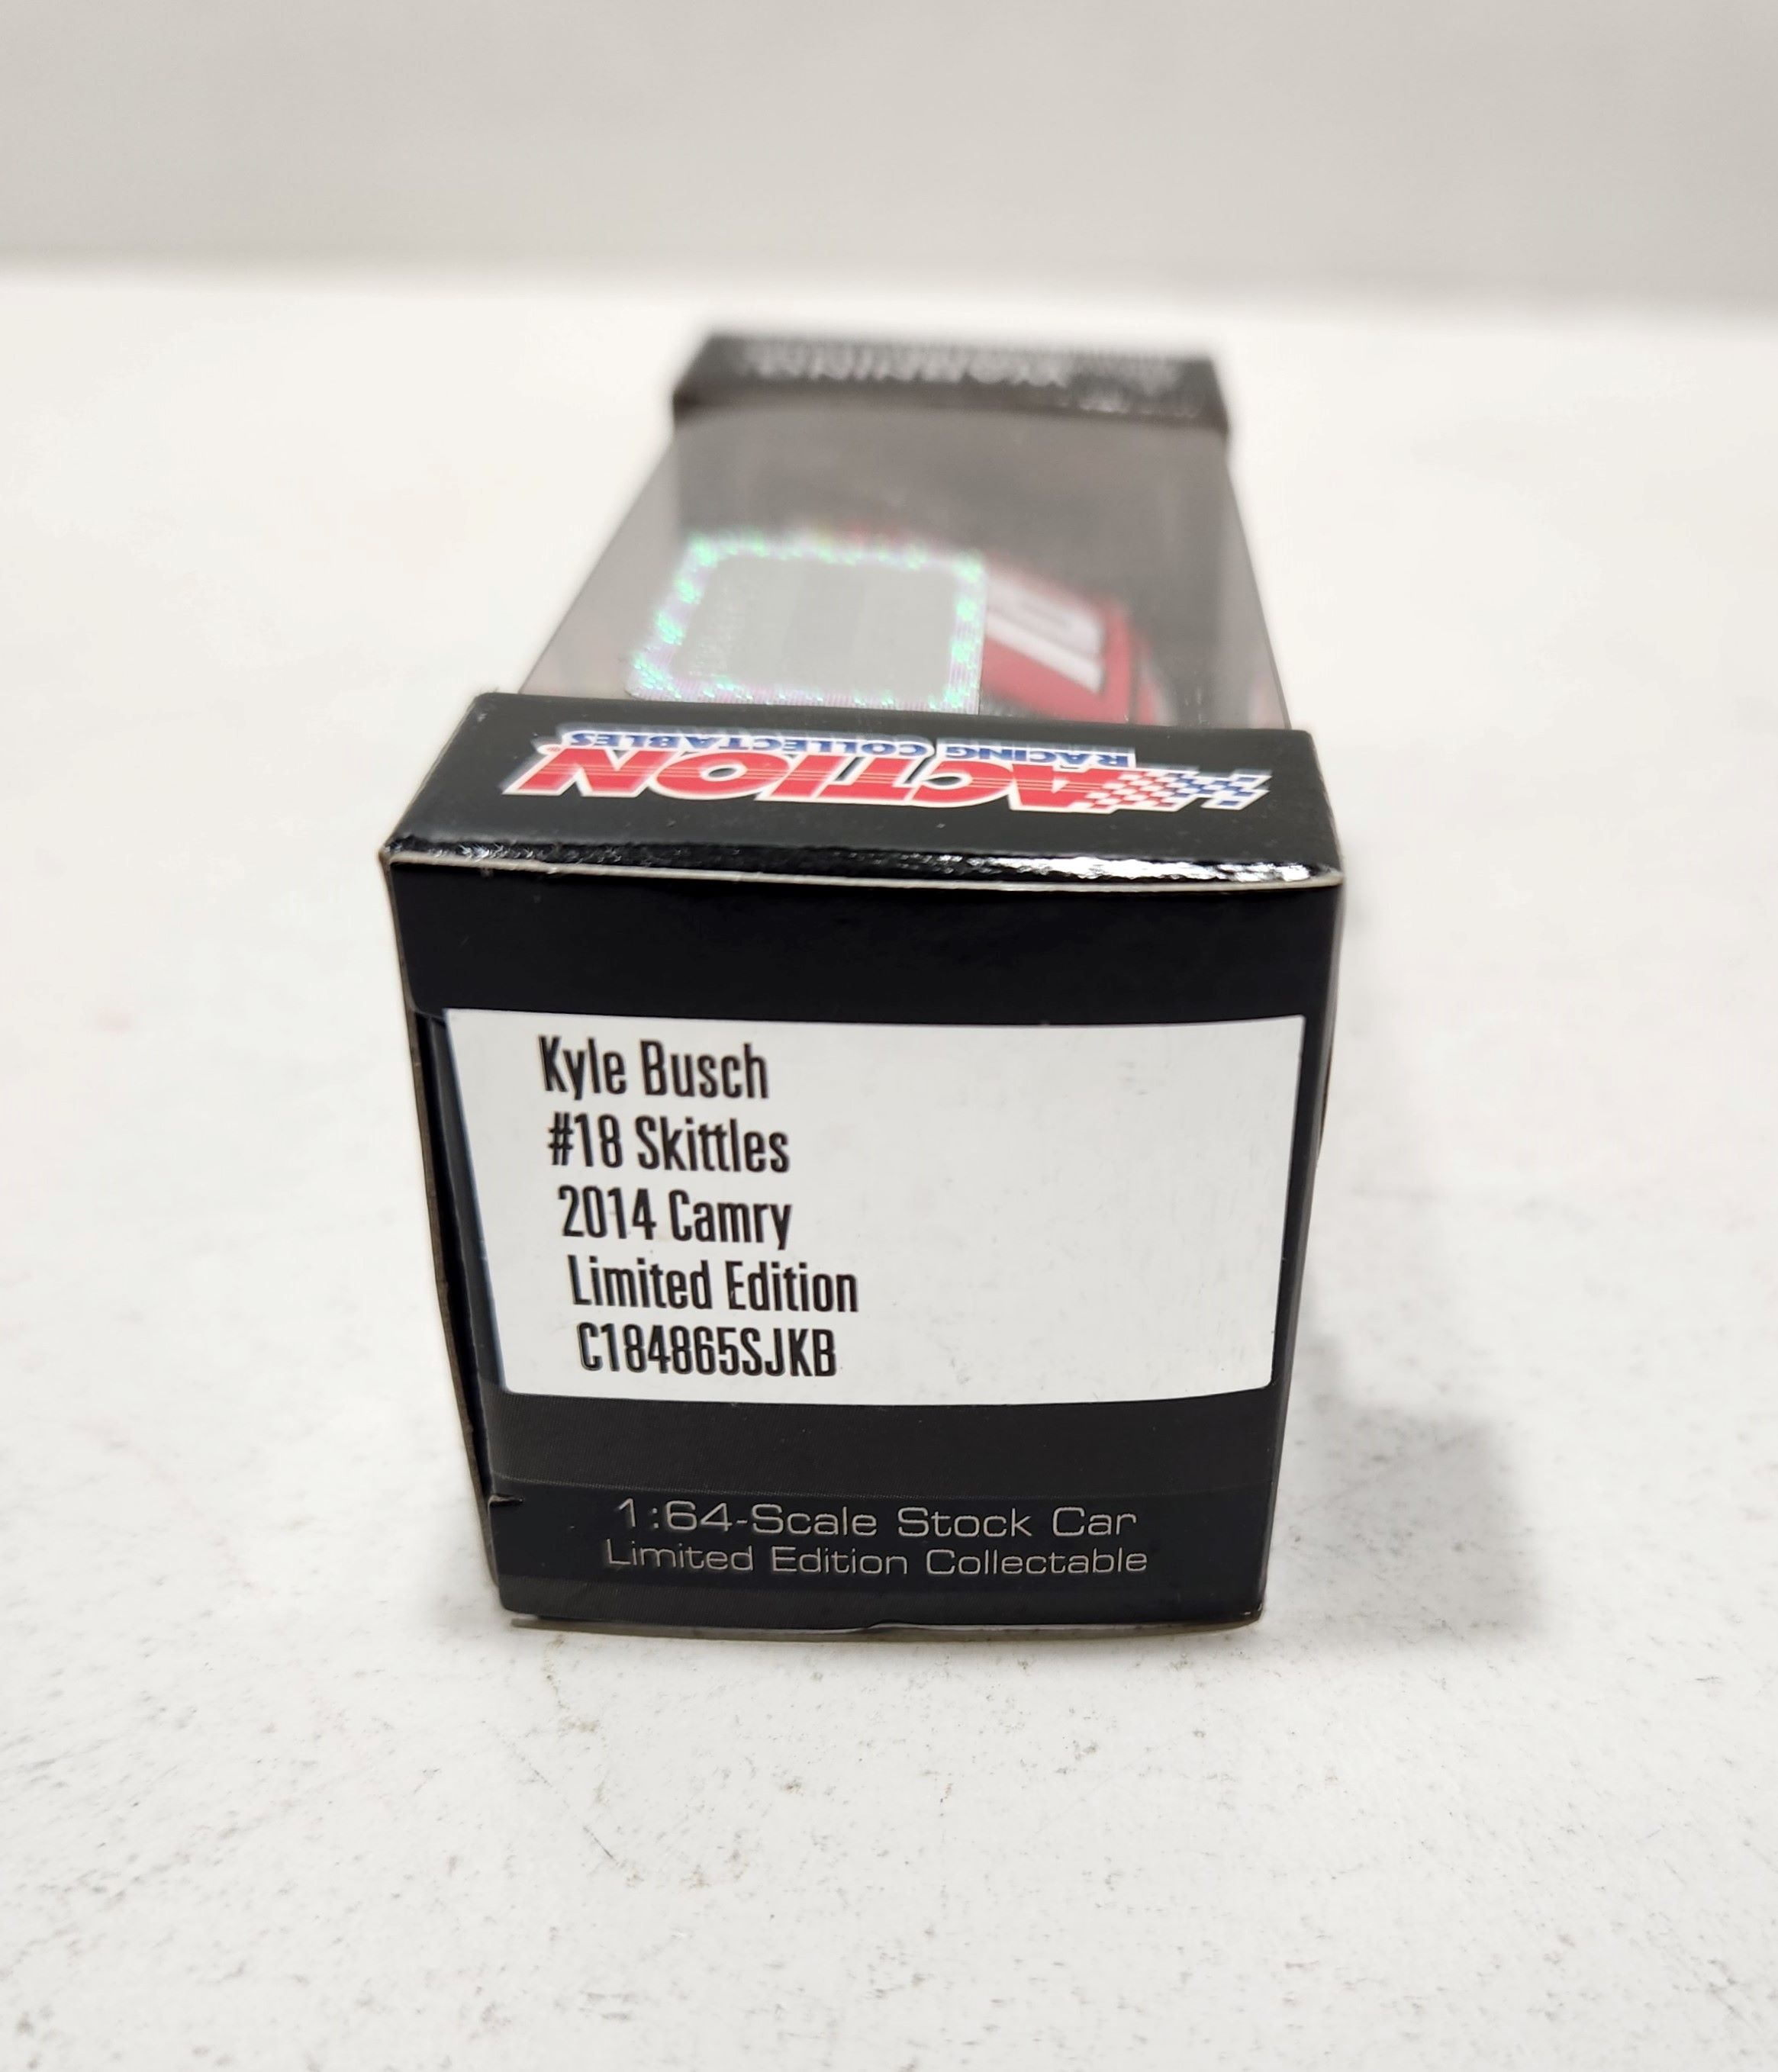 WARNING
ACTION
RACING COLLECTABLES
Kyle Busch
#18 Skittles
2014 Camry
Limited Edition
C184865SJKB
1:64-Scale Stock Car
Limited Edition Collectable